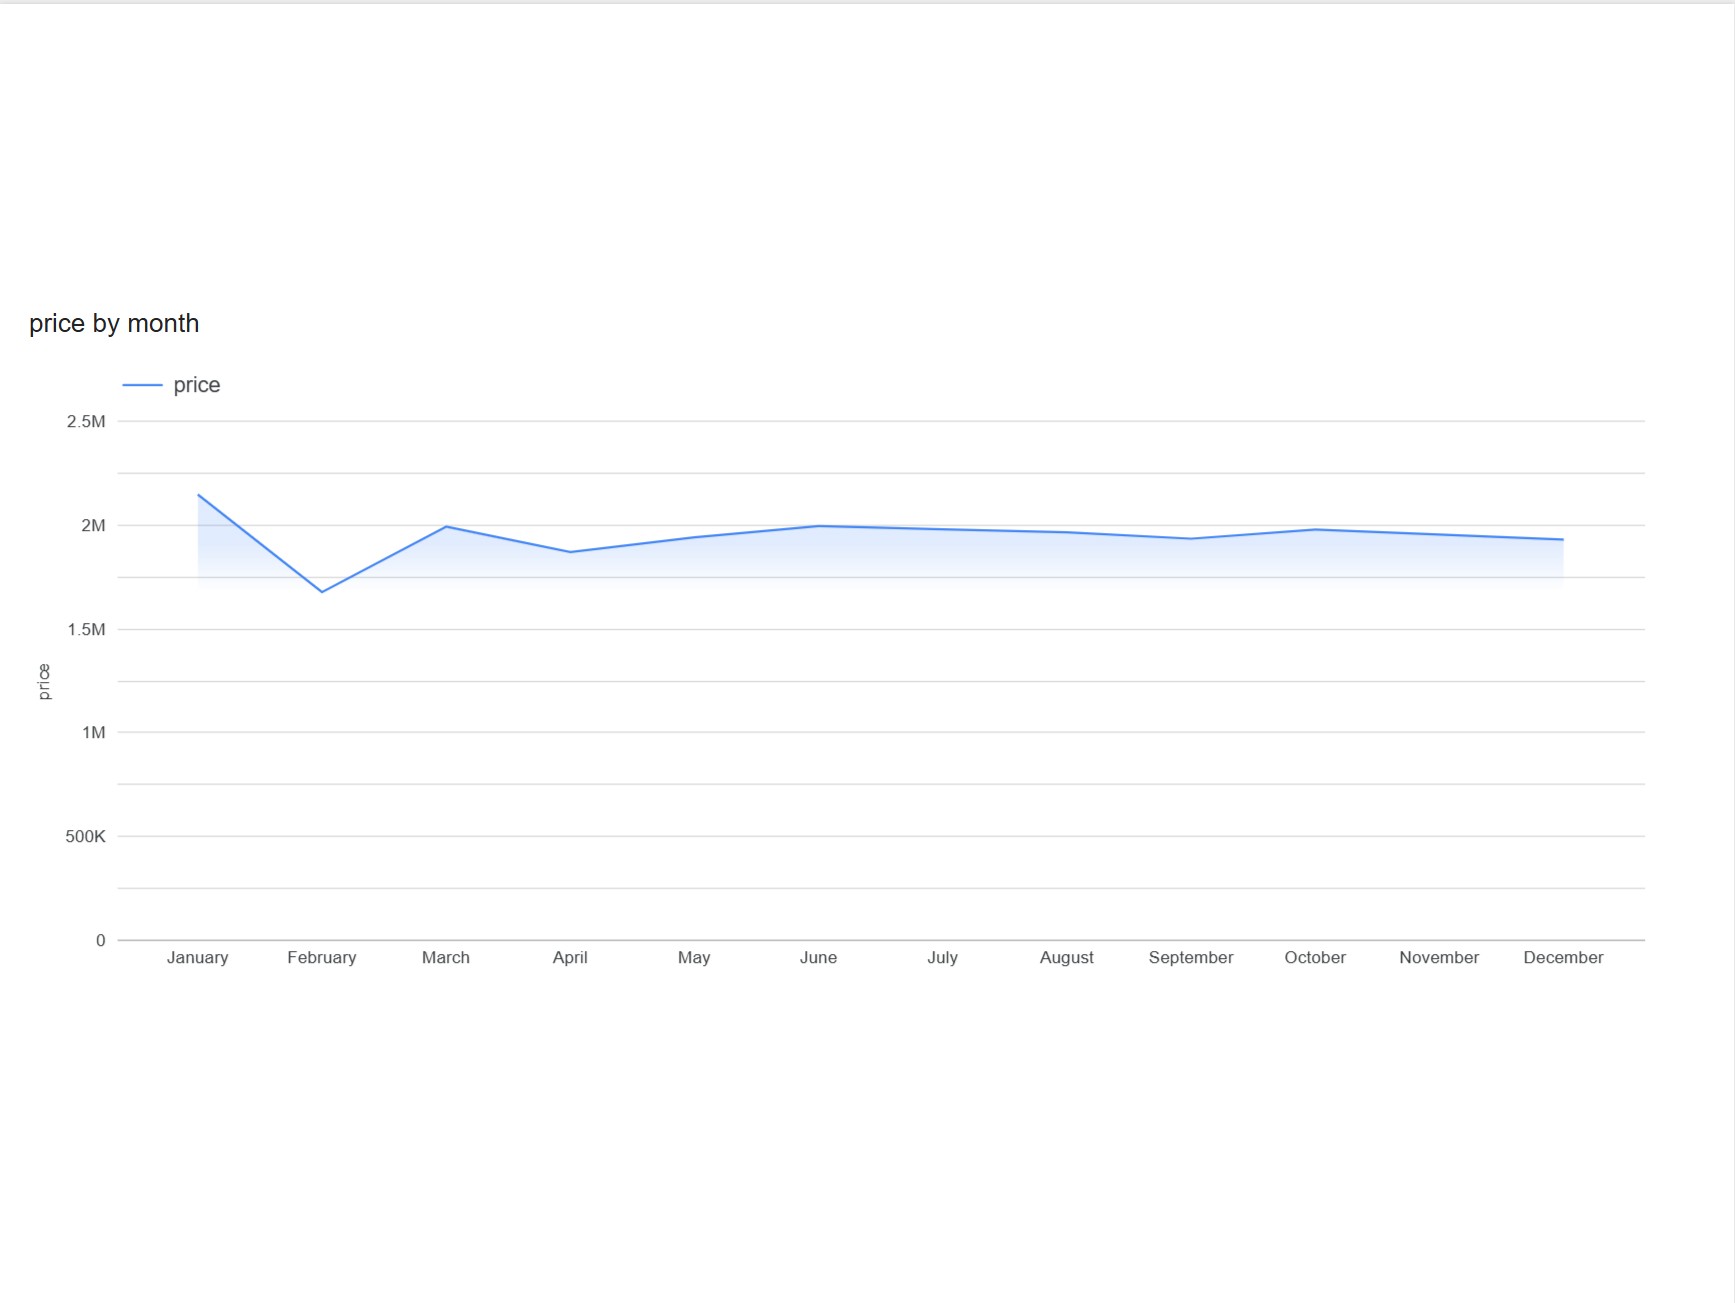 price by month
price
2.5M
2M
1.5M
1M
500K
0
price
January February March April May June July August September October November December